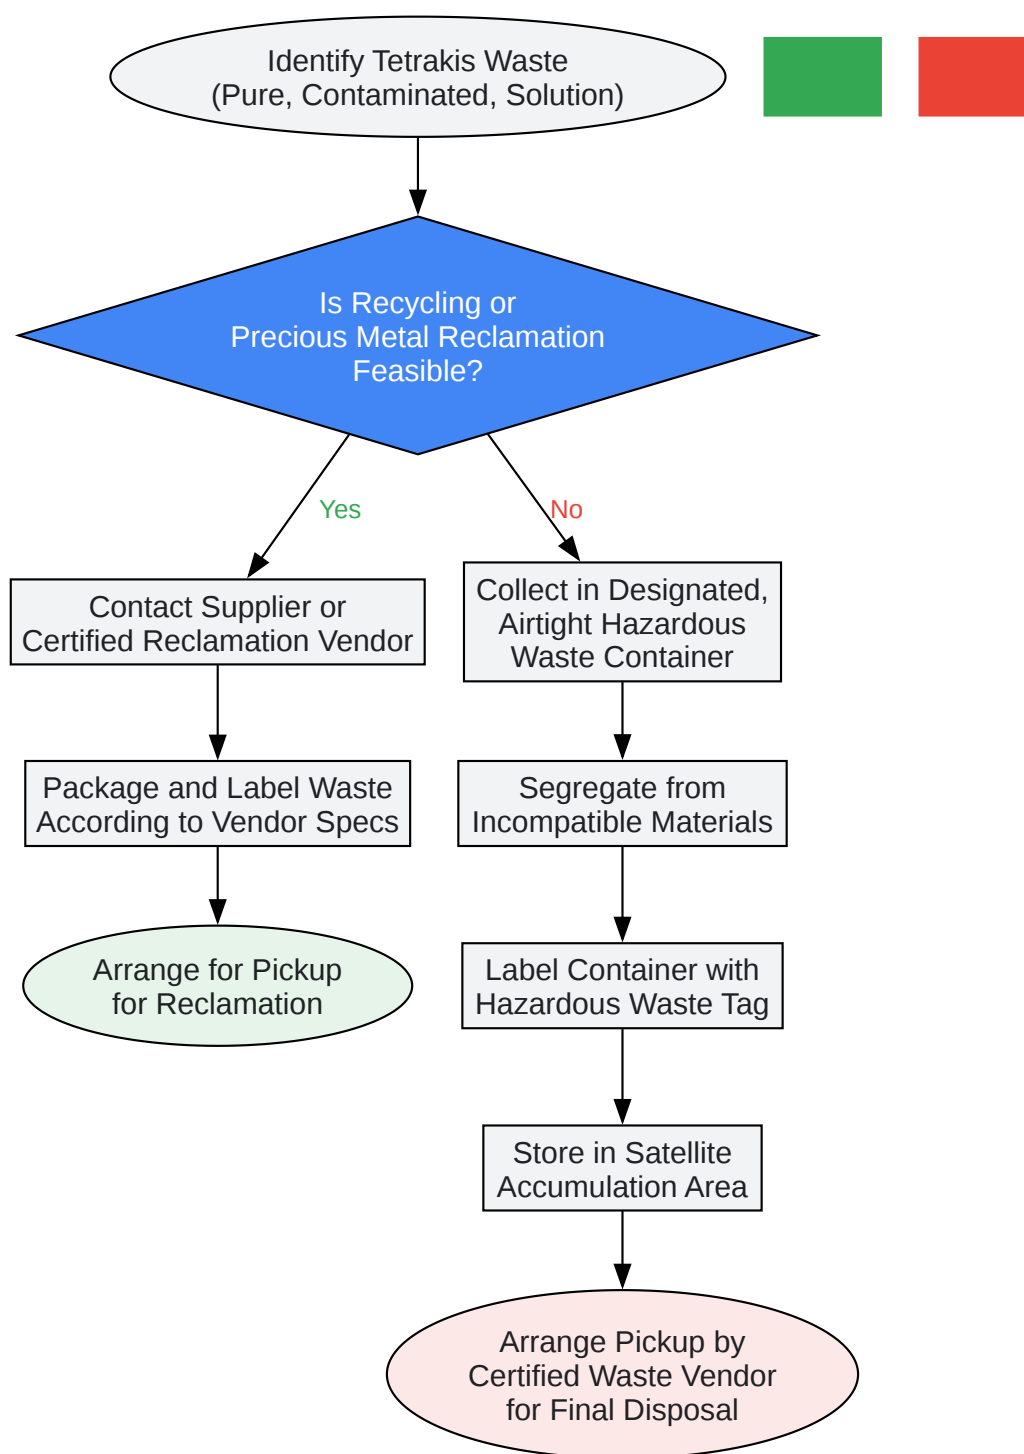 Identify Tetrakis Waste
(Pure, Contaminated, Solution)
Is Recycling or
Precious Metal Reclamation
Feasible?
Yes
No
Contact Supplier or
Certified Reclamation Vendor
Collect in Designated,
Airtight Hazardous
Waste Container
Package and Label Waste
According to Vendor Specs
Segregate from
Incompatible Materials
Arrange for Pickup
for Reclamation
Label Container with
Hazardous Waste Tag
Store in Satellite
Accumulation Area
Arrange Pickup by
Certified Waste Vendor
for Final Disposal